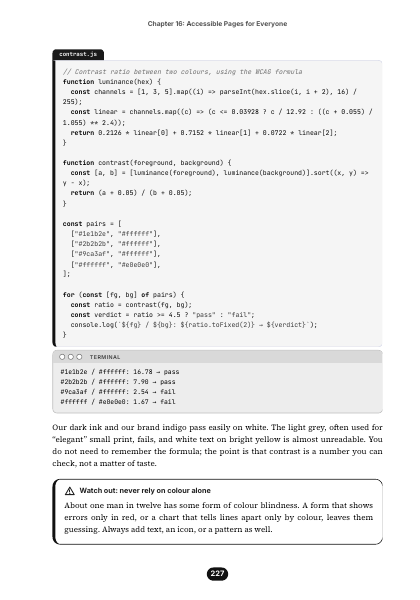 Chapter 16: Accessible Pages for Everyone
contrast.js
// Contrast ratio between two colours, using the WCAG formula
function luminance(hex) {
  const channels = [1, 3, 5].map((i) => parseInt(hex.slice(i, i + 2), 16) /
255);
  const linear = channels.map((c) => (c <= 0.03928 ? c / 12.92 : ((c + 0.055) /
1.055) ** 2.4));
  return 0.2126 * linear[0] + 0.7152 * linear[1] + 0.0722 * linear[2];
}
function contrast(foreground, background) {
  const [a, b] = [luminance(foreground), luminance(background)].sort((x, y) =>
y - x);
  return (a + 0.05) / (b + 0.05);
}
const pairs = [
  ["#1e1b2e", "#ffffff"],
  ["#2b2b2b", "#ffffff"],
  ["#9ca3af", "#ffffff"],
  ["#ffffff", "#e0e0e0"],
];
for (const [fg, bg] of pairs) {
  const ratio = contrast(fg, bg);
  const verdict = ratio >= 4.5 ? "pass" : "fail";
  console.log(`${fg} / ${bg}: ${ratio.toFixed(2)} → ${verdict}`);
}
TERMINAL
#1e1b2e / #ffffff: 16.78 → pass
#2b2b2b / #ffffff: 7.90 → pass
#9ca3af / #ffffff: 2.54 → fail
#ffffff / #e0e0e0: 1.67 → fail
Our dark ink and our brand indigo pass easily on white. The light grey, often used for
“elegant” small print, fails, and white text on bright yellow is almost unreadable. You
do not need to remember the formula; the point is that contrast is a number you can
check, not a matter of taste.
Watch out: never rely on colour alone
About one man in twelve has some form of colour blindness. A form that shows
errors only in red, or a chart that tells lines apart only by colour, leaves them
guessing. Always add text, an icon, or a pattern as well.
227